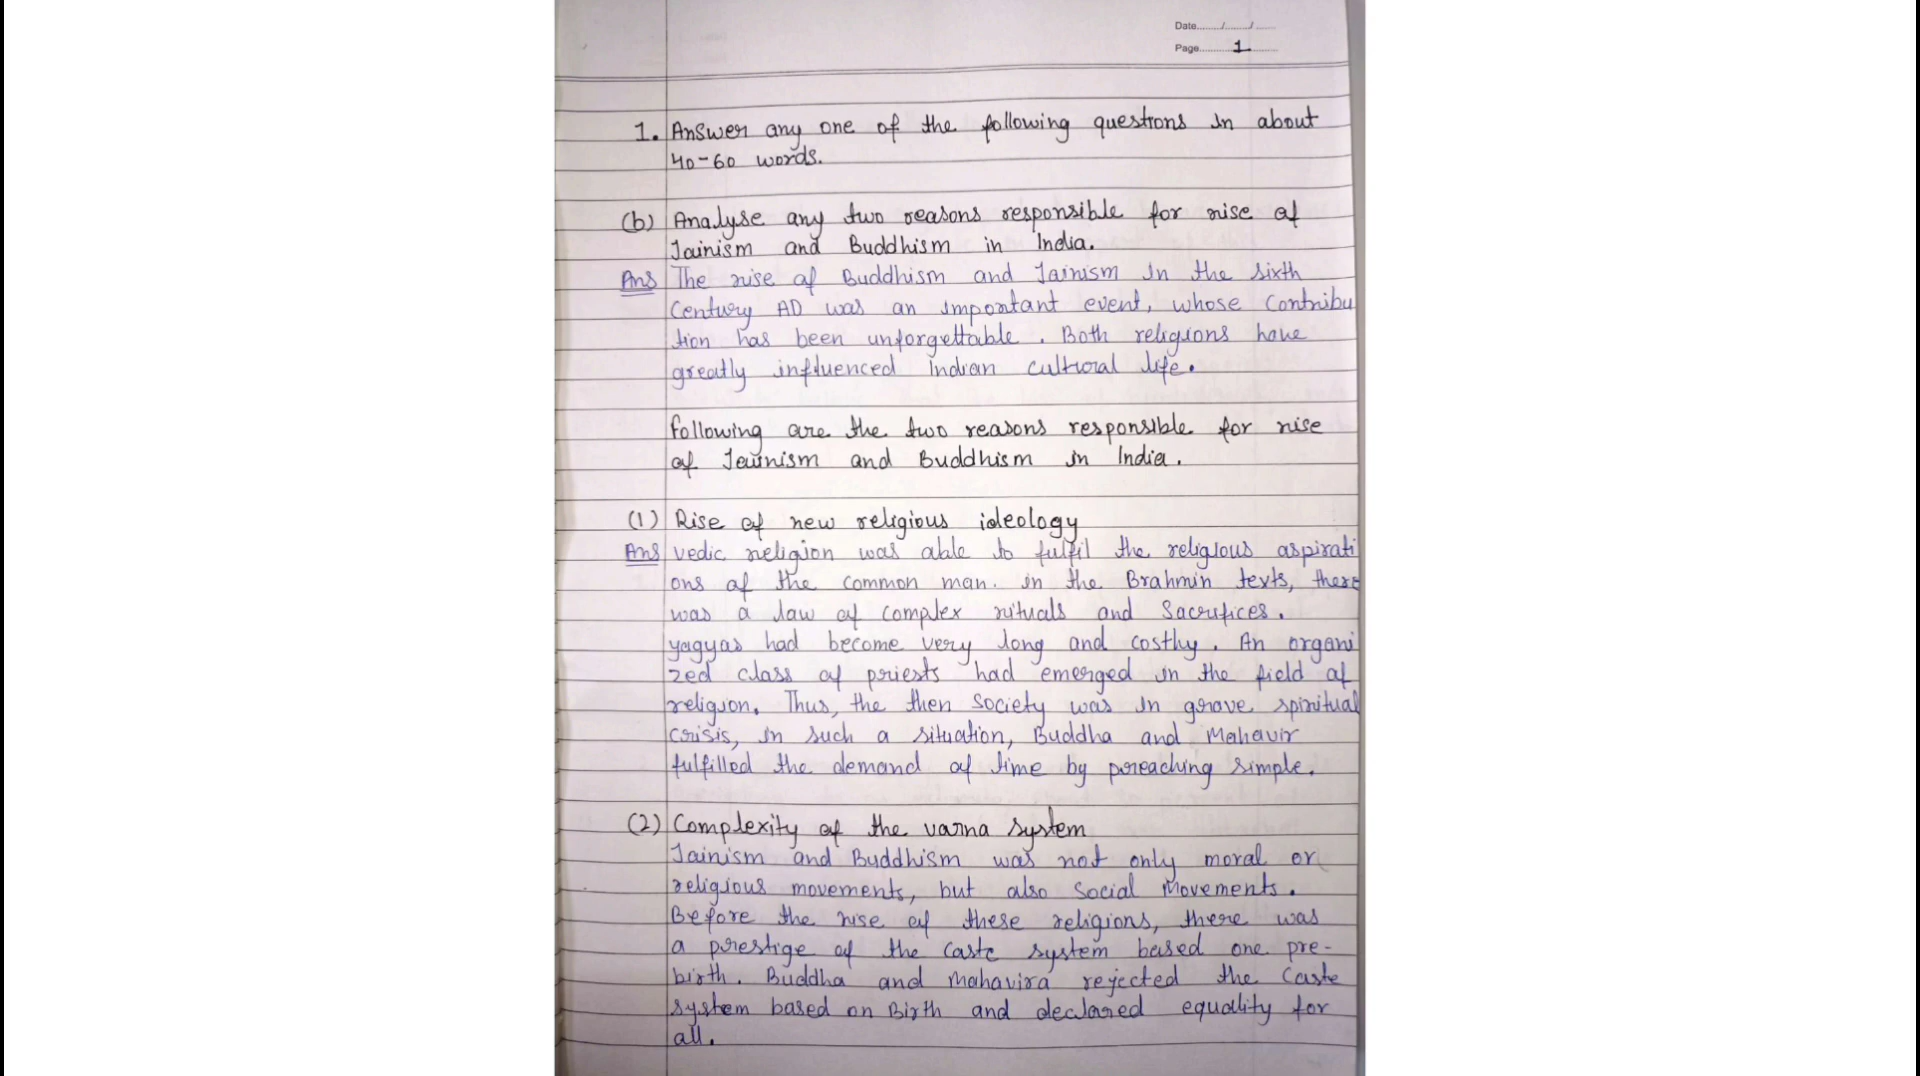 Date......../......../........
Page............1............
1. Answer any one of the following questions in about
40-60 words.
(b) Analyse any two reasons responsible for rise of
Jainism and Buddhism in India.
Ans The rise of Buddhism and Jainism in the sixth
Century AD was an important event, whose contribu
tion has been unforgettable. Both religions have
greatly influenced Indian cultural life.
Following are the two reasons responsible for rise
of Jainism and Buddhism in India.
(1) Rise of new religious ideology
Ans Vedic religion was able to fulfil the religious aspirati
ons of the common man. in the Brahmin texts, there
was a law of complex rituals and Sacrifices.
yagyas had become very long and costhy. An organi
zed class of priests had emerged in the field of
religion. Thus, the then Society was in grave spiritual
crisis, in such a situation, Buddha and Mahavir
fulfilled the demand of time by preaching simple.
(2) Complexity of the varna system
Jainism and Buddhism was not only moral or
religious movements, but also Social Movements.
Before the rise of these religions, there was
a prestige of the caste system based one pre-
birth. Buddha and Mahavira rejected the Caste
system based on Birth and declared equality for
all.